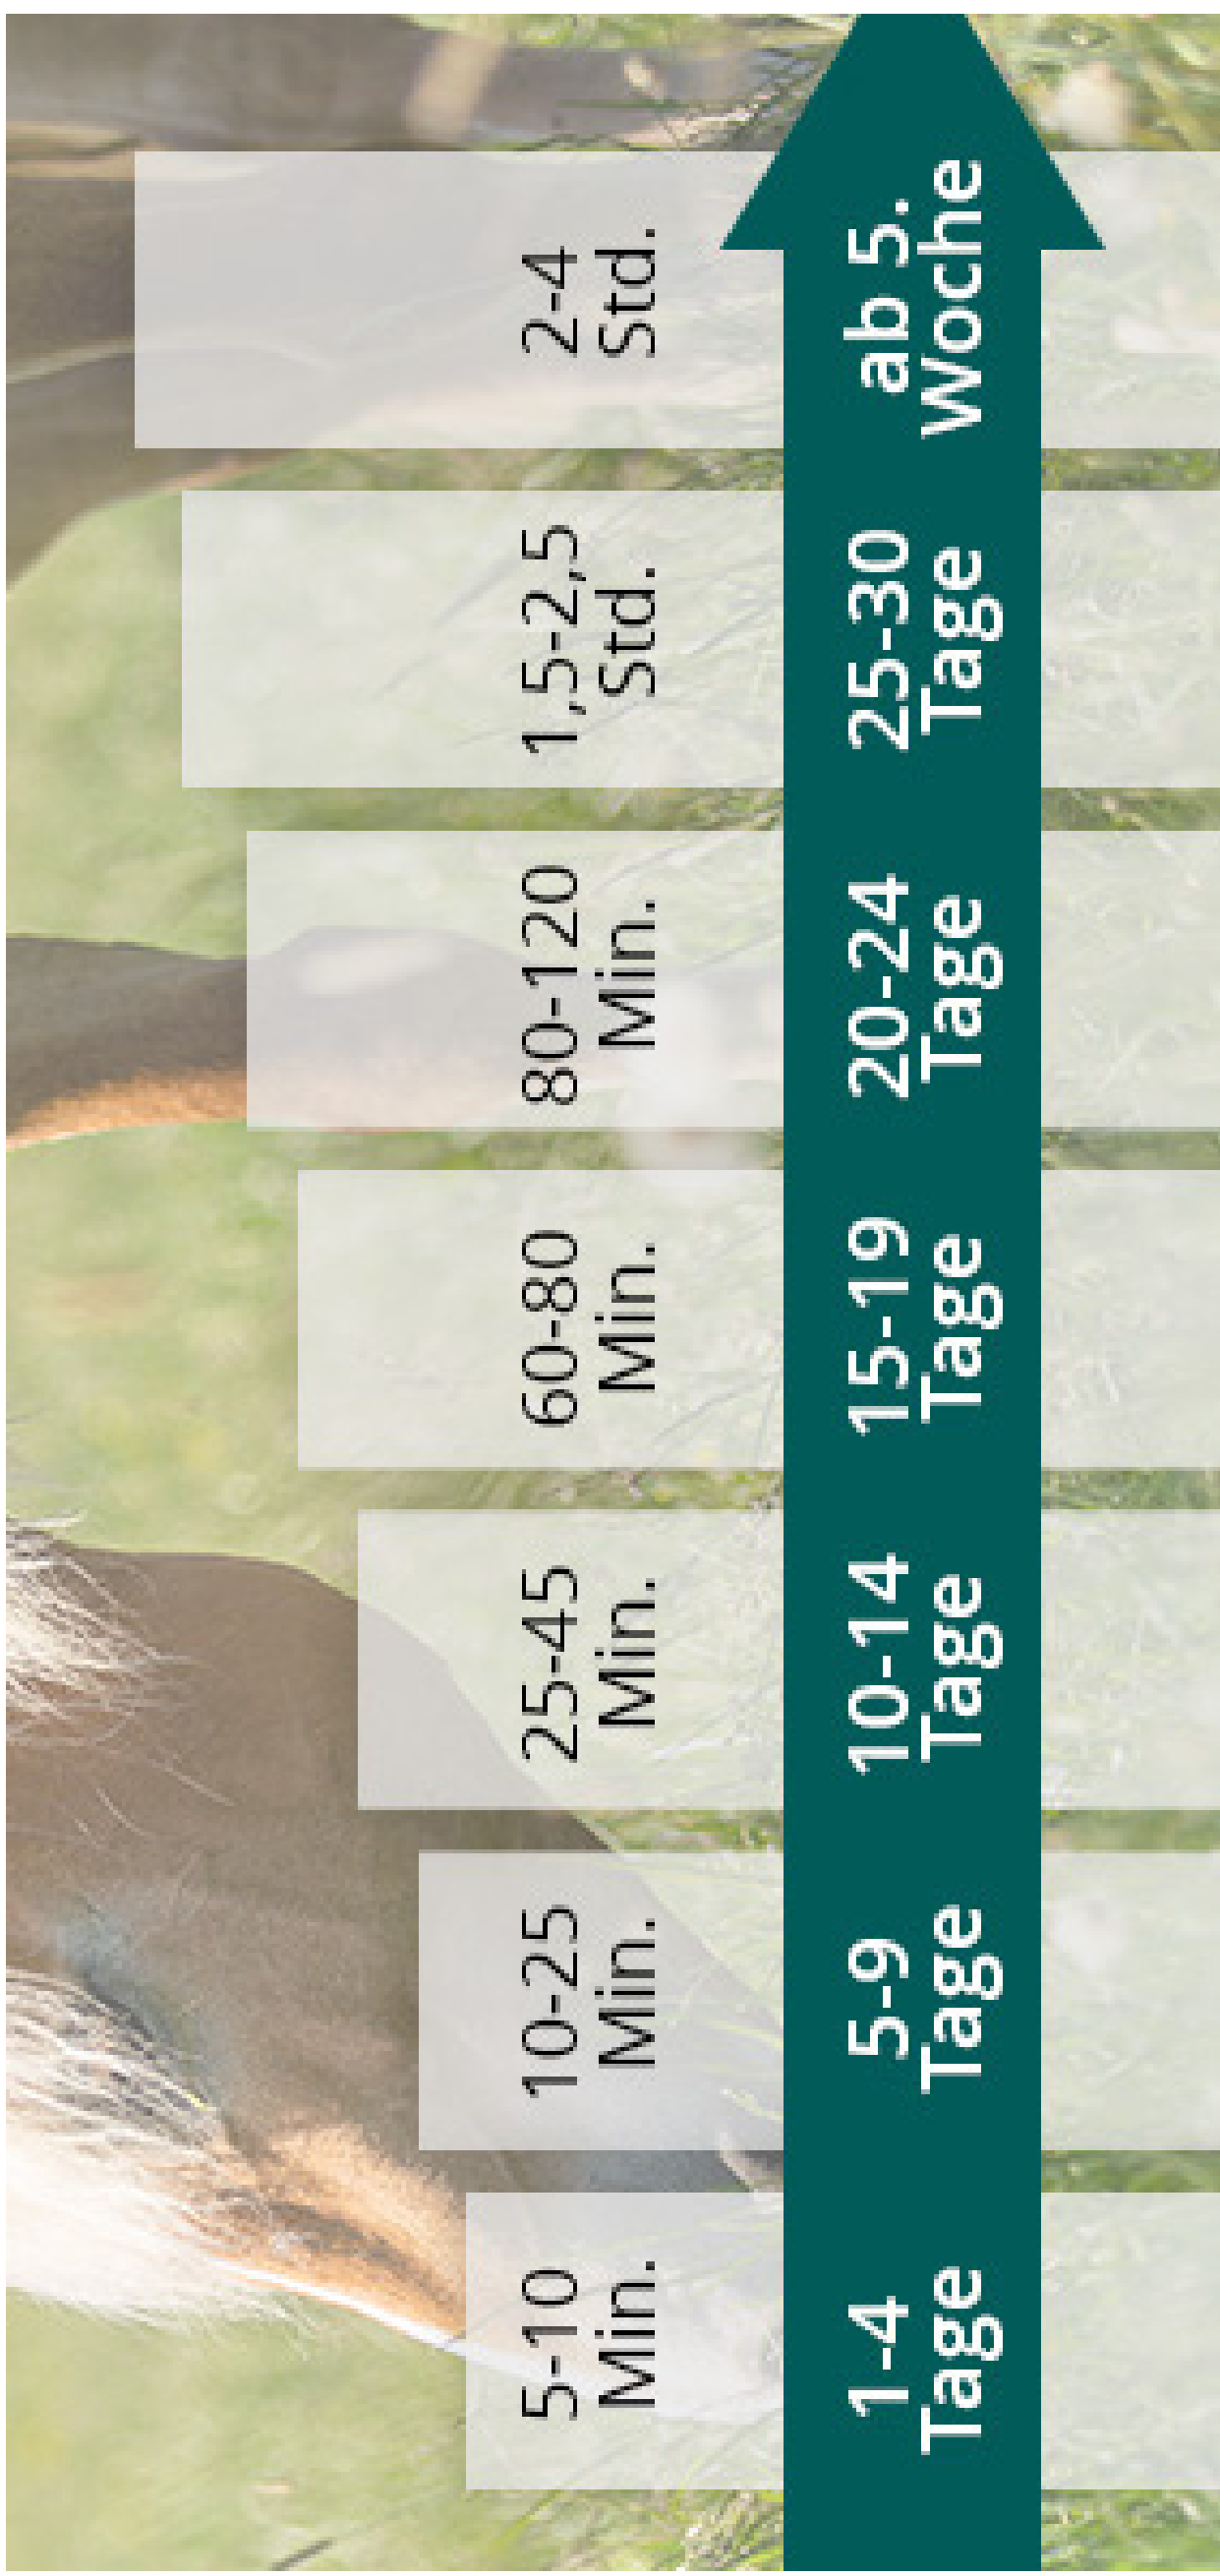 5-10
Min.
10-25
Min.
25-45
Min.
60-80
Min.
80-120
Min.
1,5-2,5
Std.
2-4
Std.
1-4
Tage
5-9
Tage
10-14
Tage
15-19
Tage
20-24
Tage
25-30
Tage
ab 5.
Woche